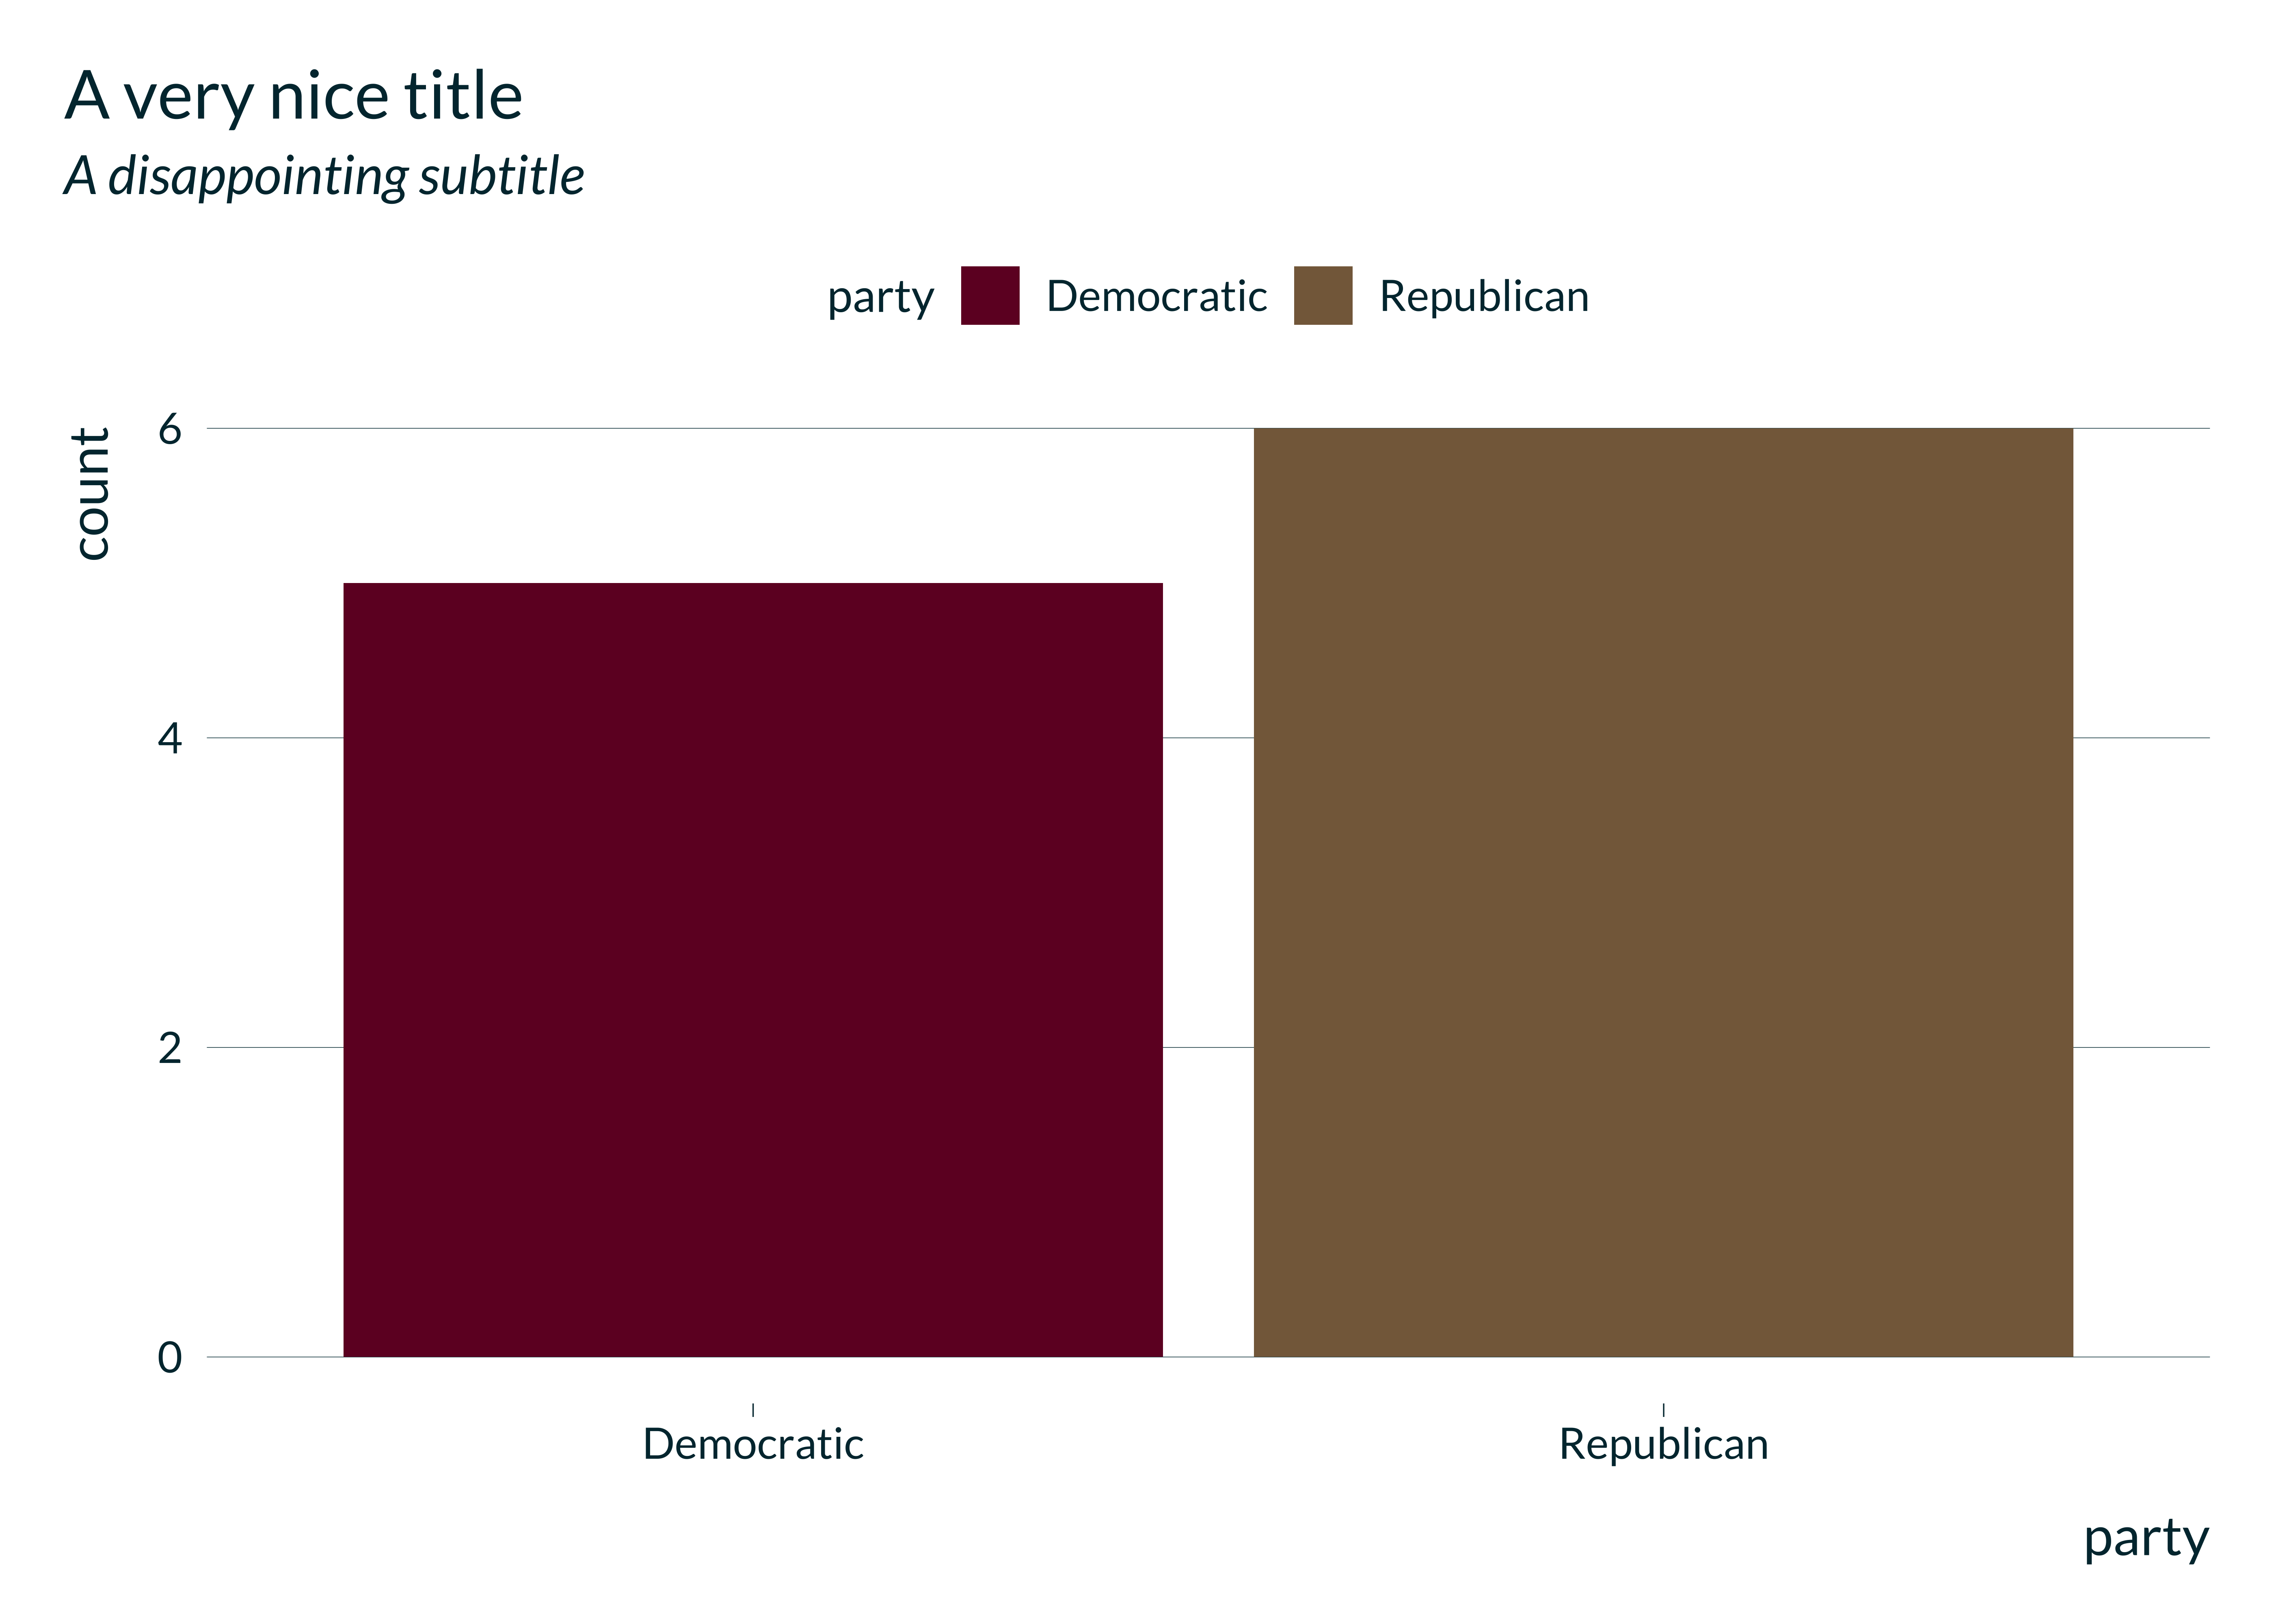 A very nice title
A disappointing subtitle
party Democratic Republican
count
6
4
2
0
Democratic Republican
party